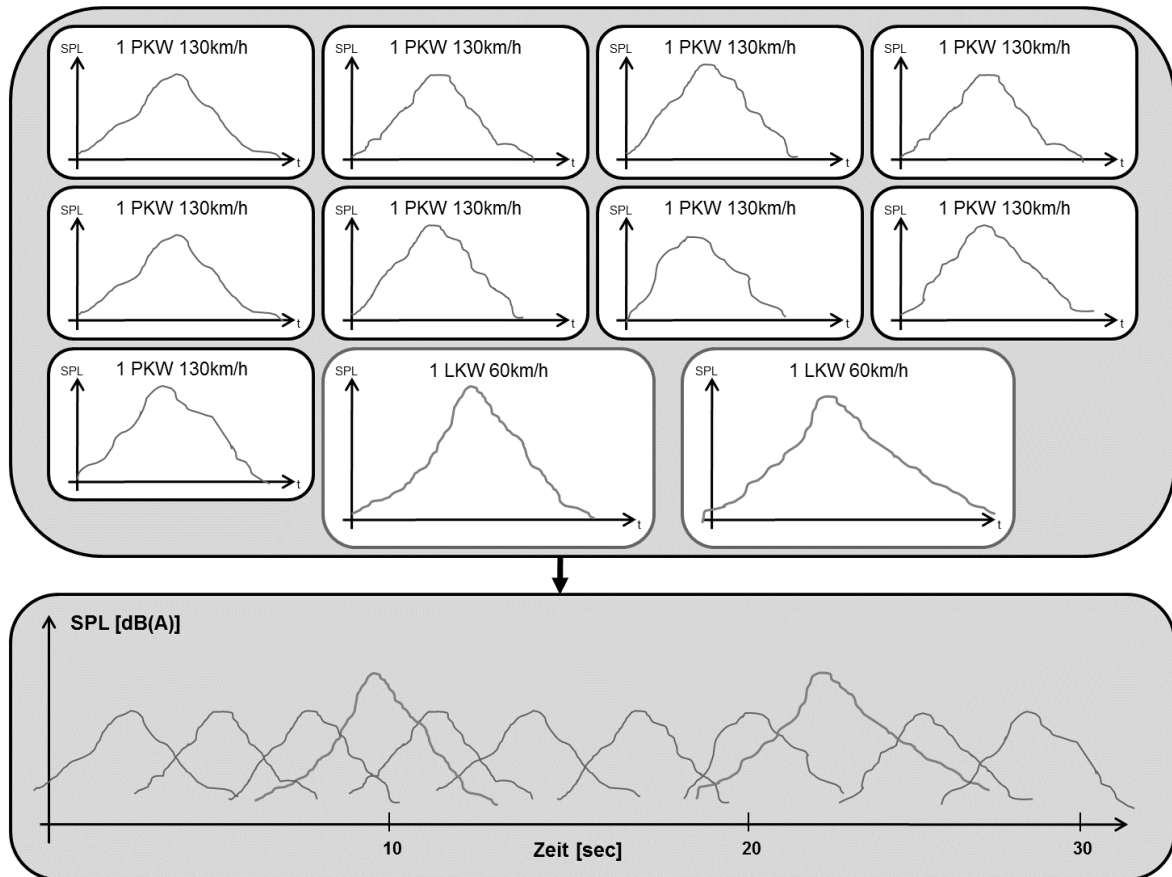 1 PKW 130km/h
SPL
t
1 PKW 130km/h
SPL
t
1 PKW 130km/h
SPL
t
1 PKW 130km/h
SPL
t
1 PKW 130km/h
SPL
t
1 PKW 130km/h
SPL
t
1 PKW 130km/h
SPL
t
1 PKW 130km/h
SPL
t
1 PKW 130km/h
SPL
t
1 LKW 60km/h
SPL
t
1 LKW 60km/h
SPL
t
SPL [dB(A)]
10
20
30
Zeit [sec]